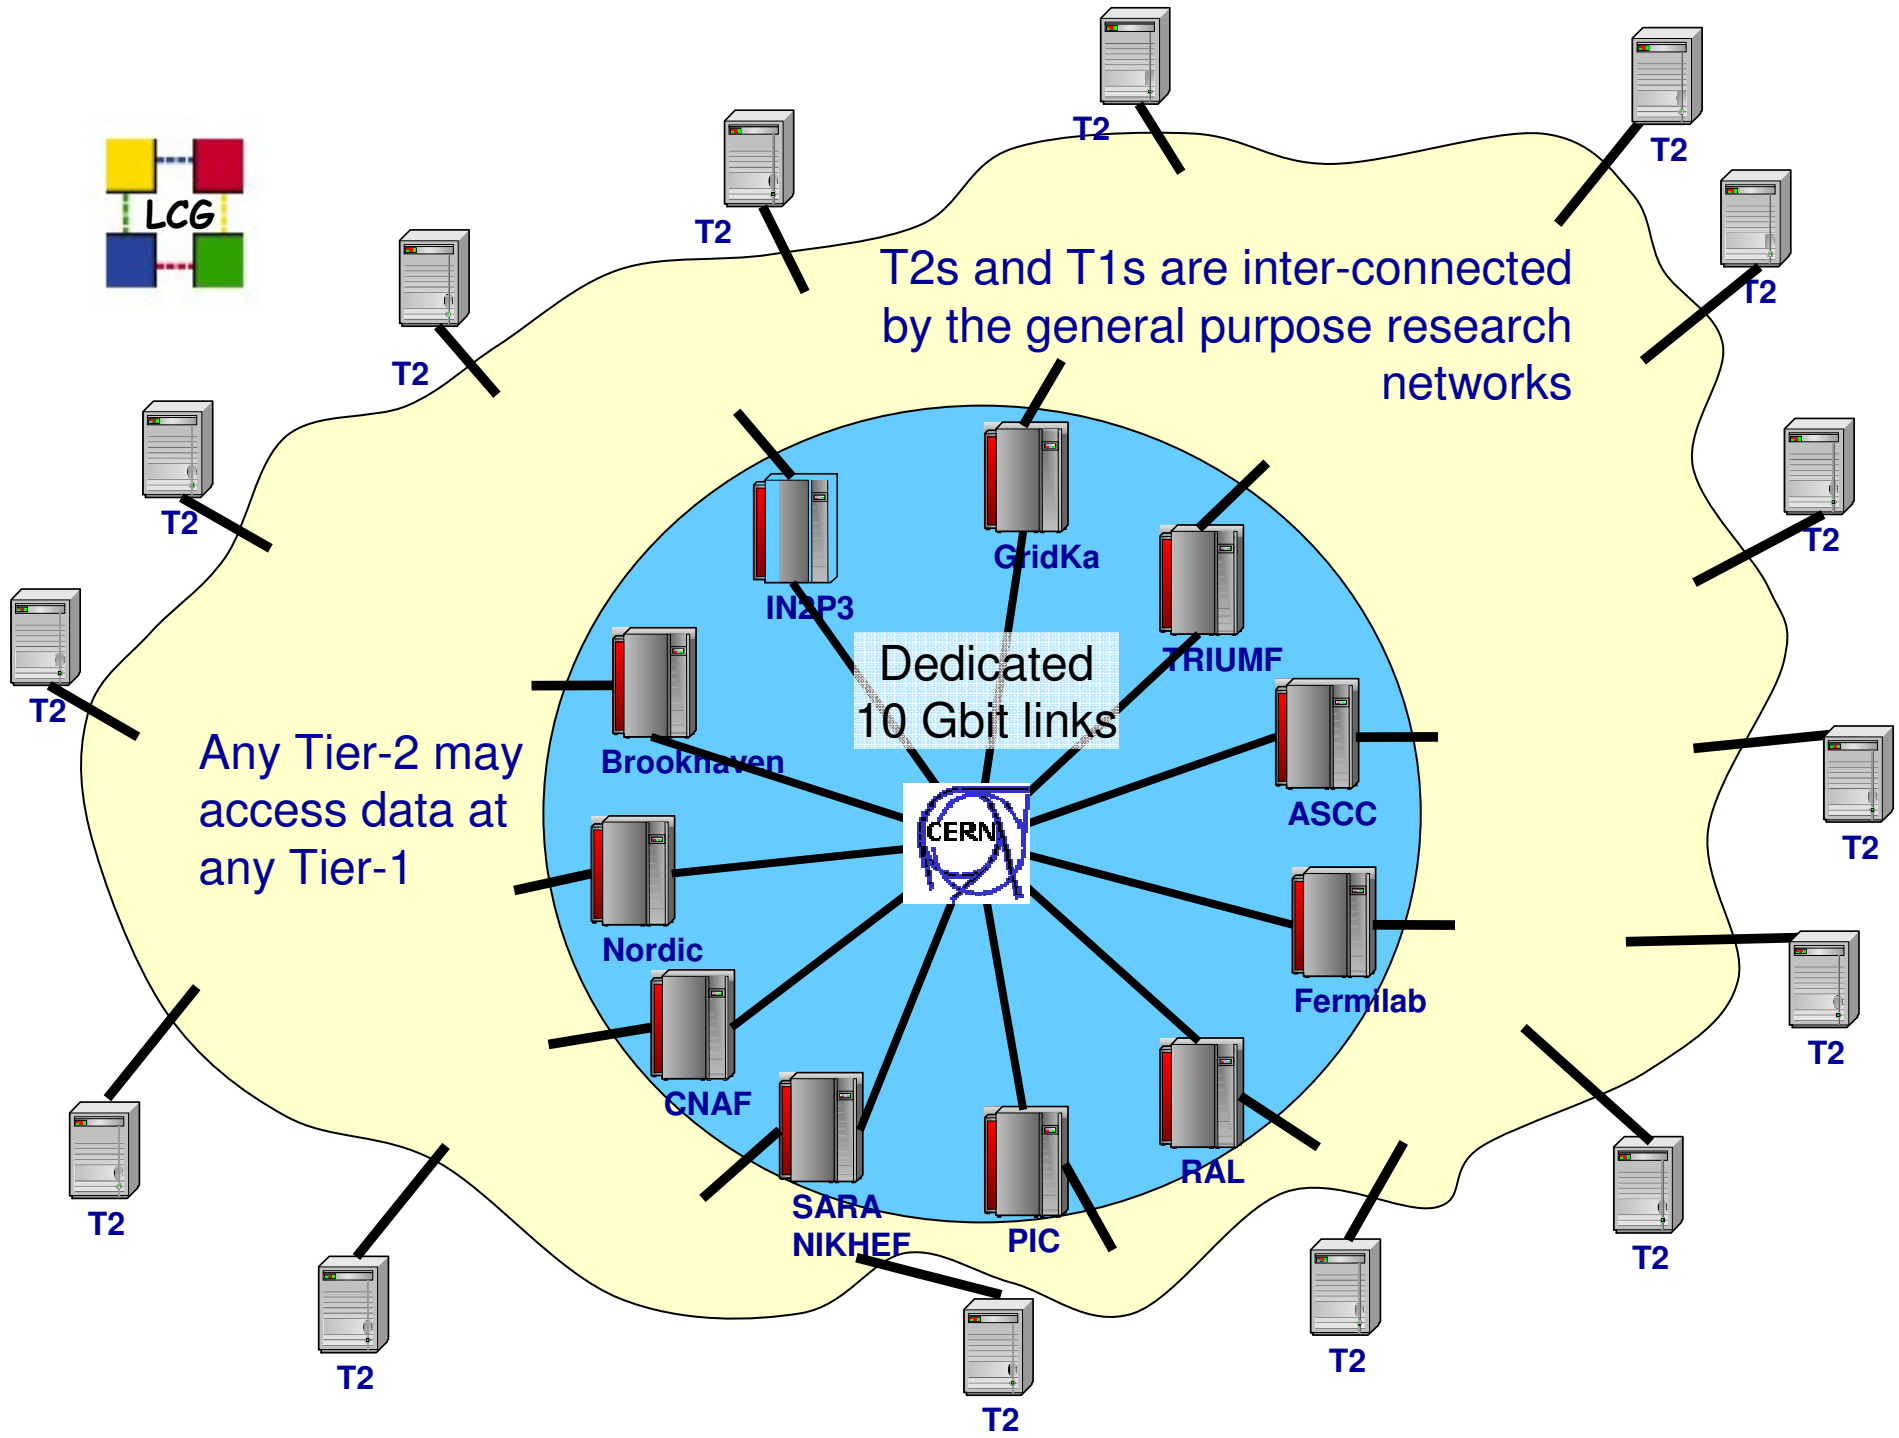 T2
T2
T2
T2
LCG
T2
T2
T2s and T1s are inter-connected
by the general purpose research
networks
T2
T2
T2
GridKa
IN2P3
TRIUMF
Dedicated
10 Gbit links
T2
Brookhaven
Any Tier-2 may
access data at
any Tier-1
ASCC
CERN
T2
Nordic
Fermilab
T2
CNAF
RAL
SARA
NIKHEF
PIC
T2
T2
T2
T2
T2